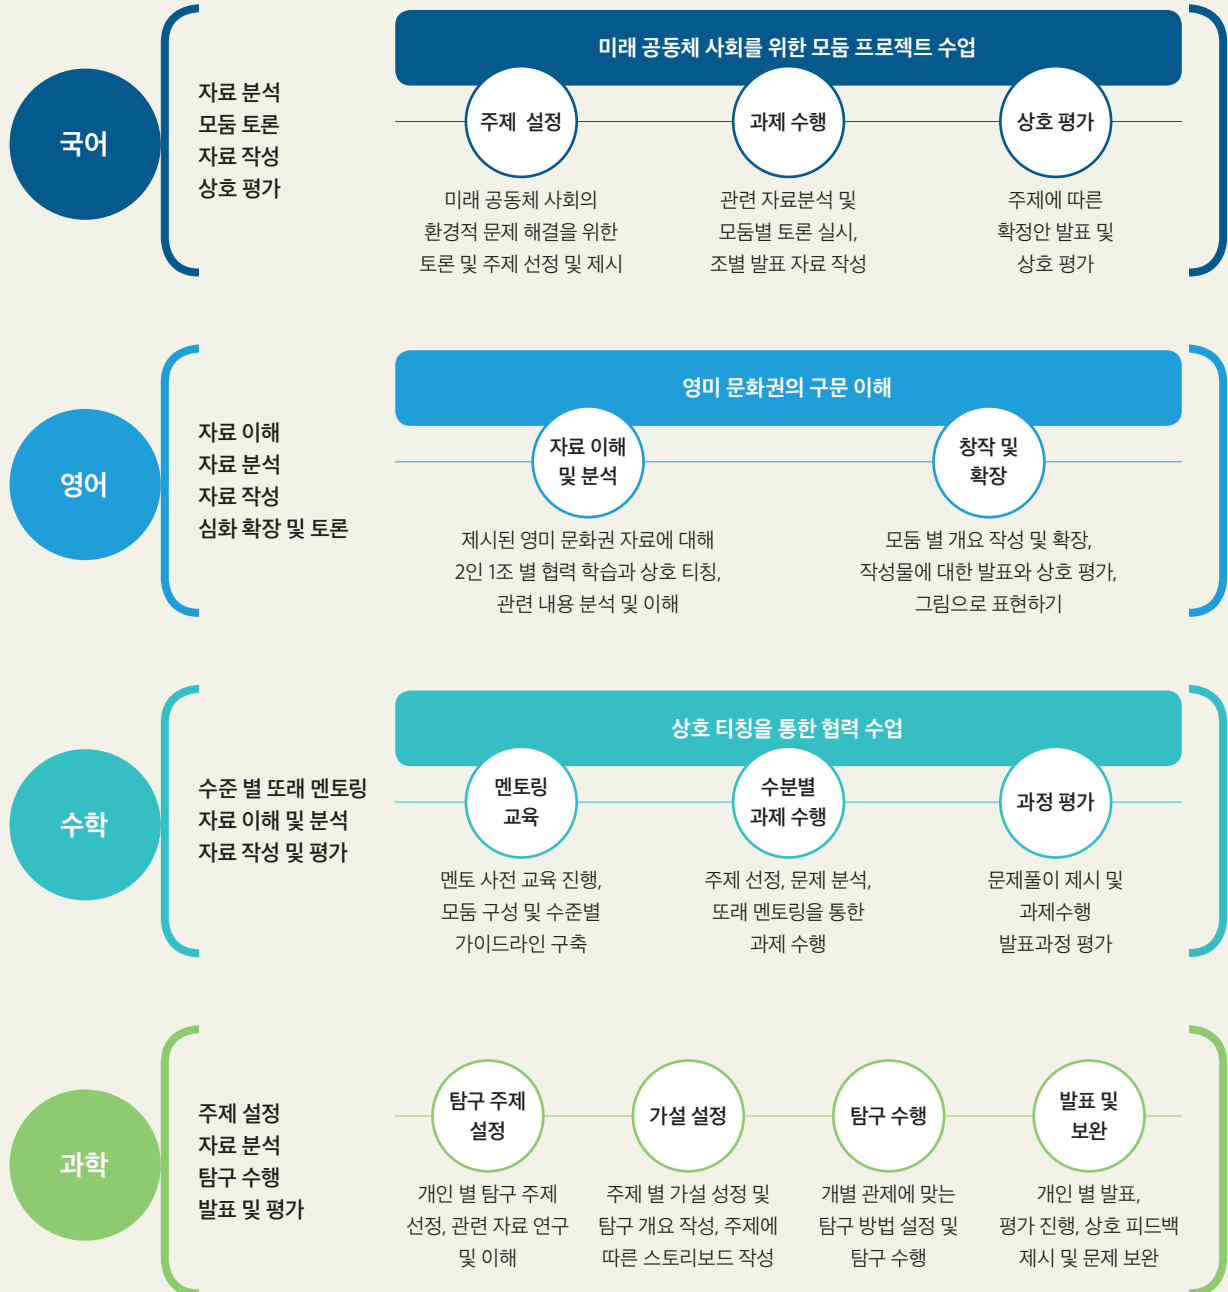 국어
자료 분석
모둠 토론
자료 작성
상호 평가
미래 공동체 사회를 위한 모둠 프로젝트 수업
주제 설정
미래 공동체 사회의
환경적 문제 해결을 위한
토론 및 주제 선정 및 제시
과제 수행
관련 자료분석 및
모둠별 토론 실시,
조별 발표 자료 작성
상호 평가
주제에 따른
확정안 발표 및
상호 평가
영어
자료 이해
자료 분석
자료 작성
심화 확장 및 토론
영미 문화권의 구문 이해
자료 이해
및 분석
제시된 영미 문화권 자료에 대해
2인 1조 별 협력 학습과 상호 티칭,
관련 내용 분석 및 이해
창작 및
확장
모둠 별 개요 작성 및 확장,
작성물에 대한 발표와 상호 평가,
그림으로 표현하기
수학
수준 별 또래 멘토링
자료 이해 및 분석
자료 작성 및 평가
상호 티칭을 통한 협력 수업
멘토링
교육
멘토 사전 교육 진행,
모둠 구성 및 수준별
가이드라인 구축
수분별
과제 수행
주제 선정, 문제 분석,
또래 멘토링을 통한
과제 수행
과정 평가
문제풀이 제시 및
과제수행
발표과정 평가
과학
주제 설정
자료 분석
탐구 수행
발표 및 평가
탐구 주제
설정
개인 별 탐구 주제
선정, 관련 자료 연구
및 이해
가설 설정
주제 별 가설 성정 및
탐구 개요 작성, 주제에
따른 스토리보드 작성
탐구 수행
개별 관제에 맞는
탐구 방법 설정 및
탐구 수행
발표 및
보완
개인 별 발표,
평가 진행, 상호 피드백
제시 및 문제 보완